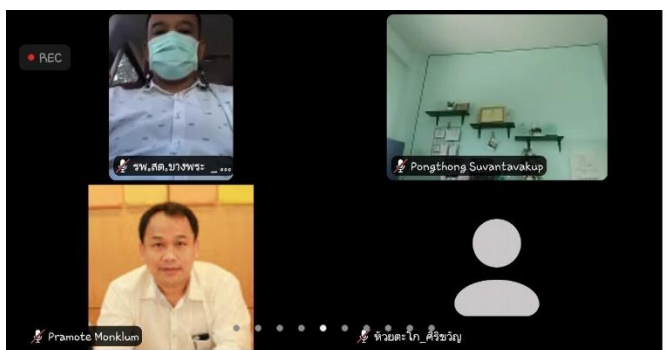 REC
รพ.สต.บางพระ _...
Pongthong Suvantavakup
Pramote Monklum
ห้วยตะโก_ศิริขวัญ